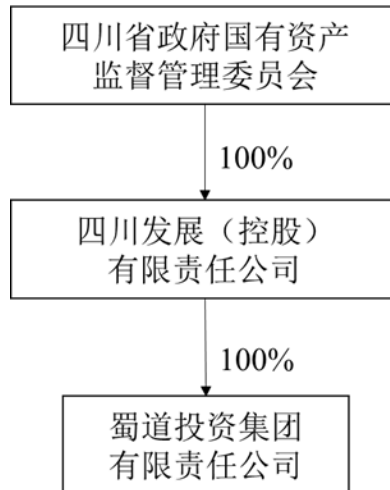 四川省政府国有资产
监督管理委员会
100%
四川发展（控股）
有限责任公司
100%
蜀道投资集团
有限责任公司